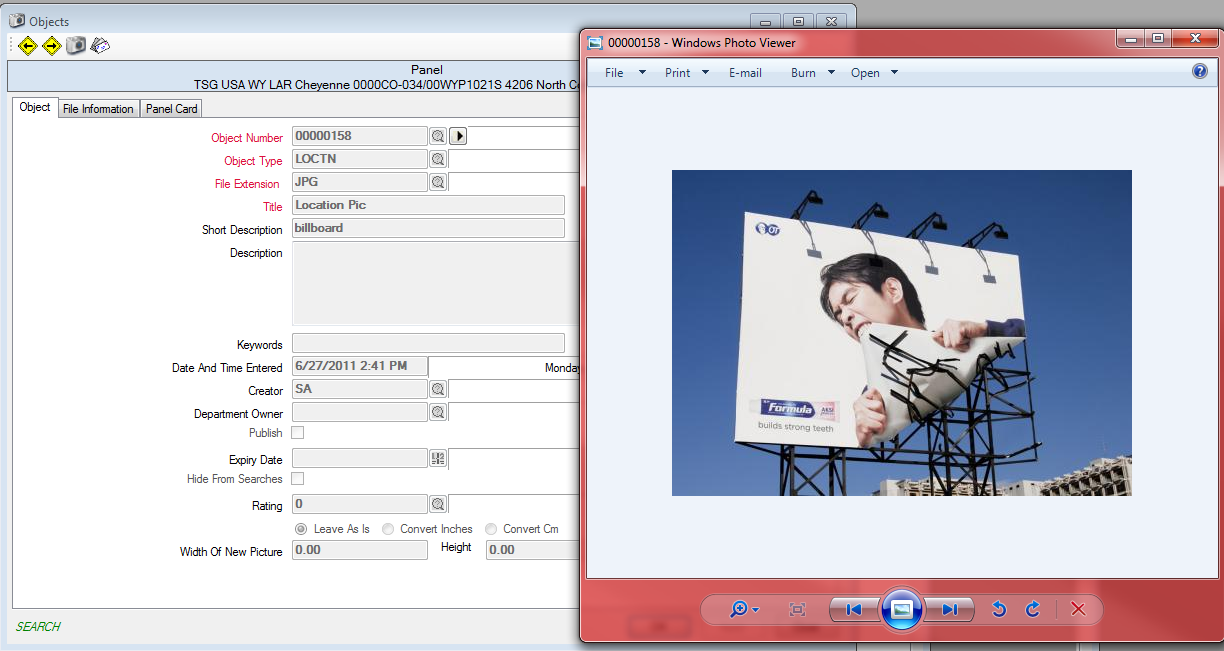 Objects
Panel
TSG USA WY LAR Cheyenne 0000CO-034/00WYP1021S 4206 North
Object
File Information
Panel Card
Object Number 00000158
Object Type LOCTN
File Extension JPG
Title Location Pic
Short Description billboard
Description
Keywords
Date And Time Entered 6/27/2011 2:41 PM Monday
Creator SA
Department Owner
Publish
Expiry Date
Hide From Searches
Rating 0
Leave As Is Convert Inches Convert Cm
Width Of New Picture 0.00 Height 0.00
SEARCH
00000158 - Windows Photo Viewer
File Print E-mail Burn Open
Formula
builds strong teeth